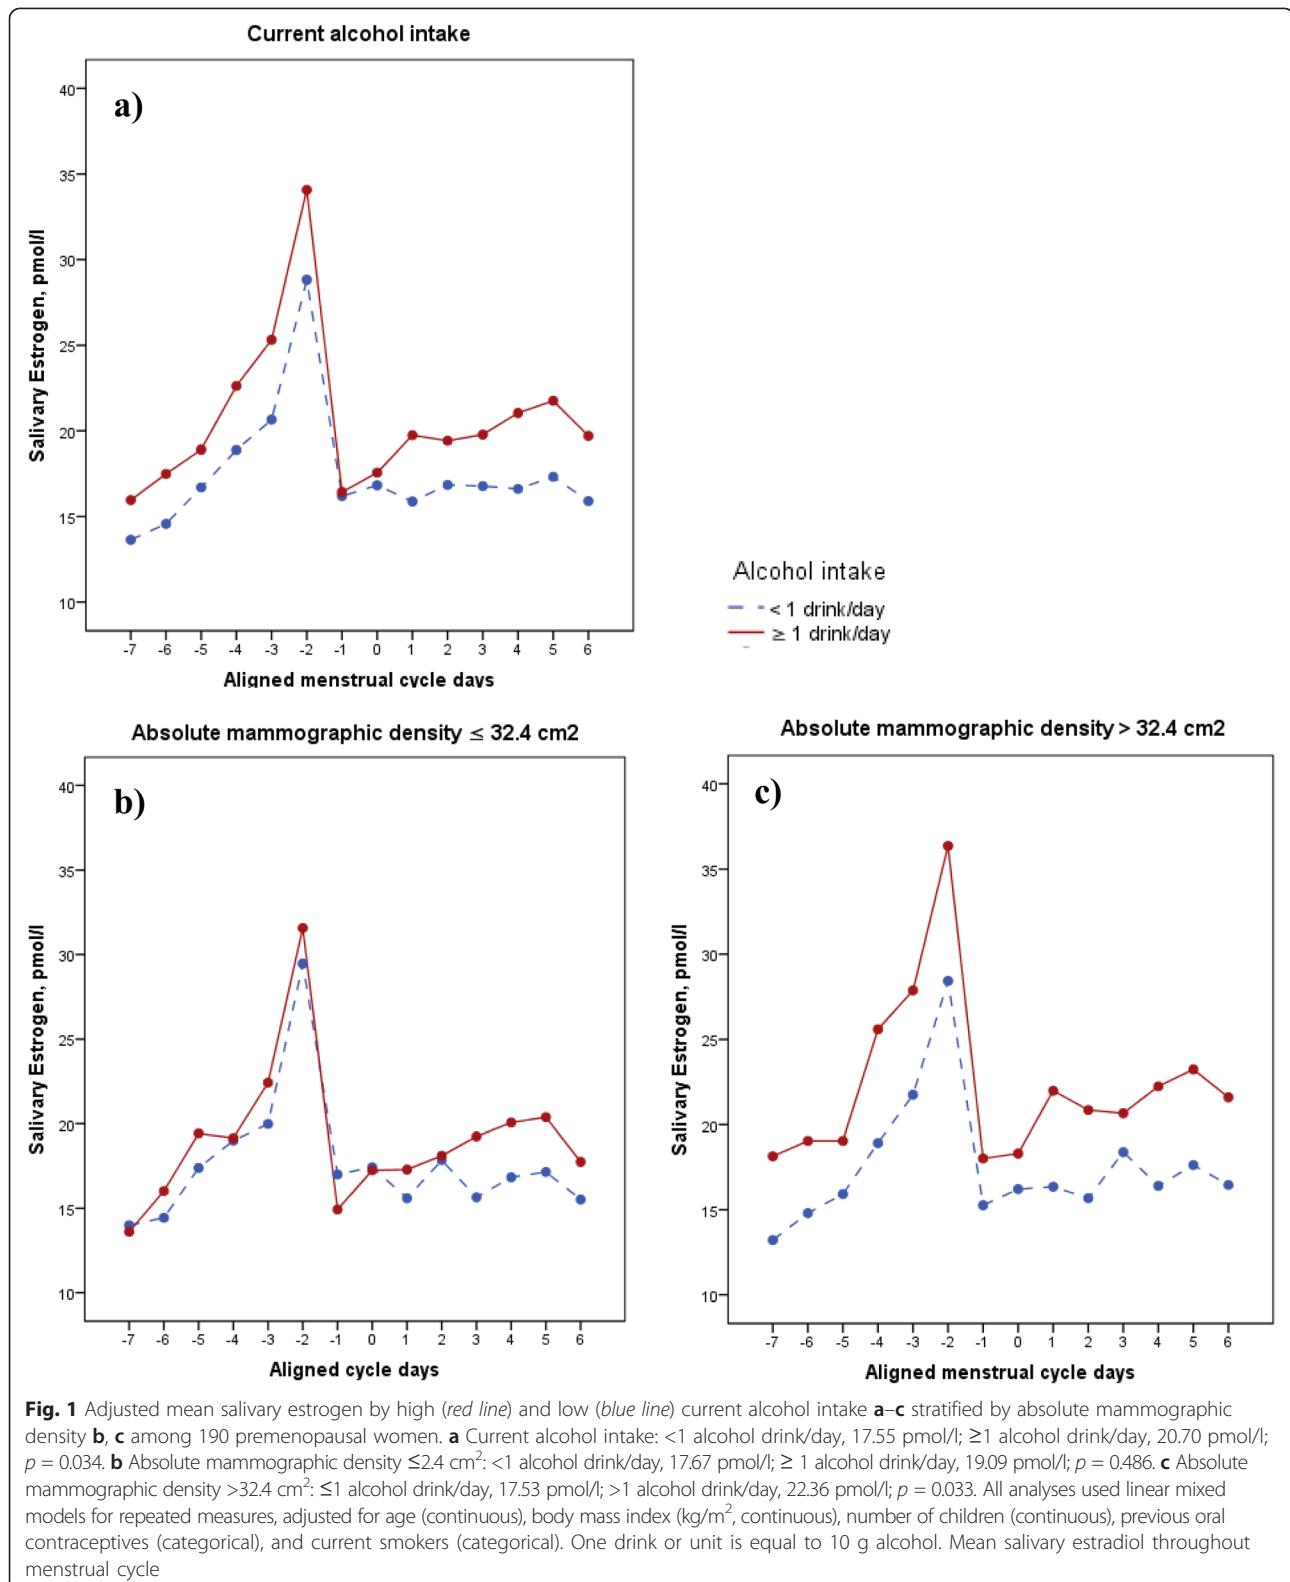 Current alcohol intake
a)
40
35
30
25
20
15
10
Salivary Estrogen, pmol/l
-7 -6 -5 -4 -3 -2 -1 0 1 2 3 4 5 6
Aligned menstrual cycle days
Alcohol intake
< 1 drink/day
≥ 1 drink/day
Absolute mammographic density ≤ 32.4 cm2
b)
40
35
30
25
20
15
10
Salivary Estrogen, pmol/l
-7 -6 -5 -4 -3 -2 -1 0 1 2 3 4 5 6
Aligned cycle days
Absolute mammographic density > 32.4 cm2
c)
40
35
30
25
20
15
10
Salivary Estrogen, pmol/l
-7 -6 -5 -4 -3 -2 -1 0 1 2 3 4 5 6
Aligned menstrual cycle days
Fig. 1 Adjusted mean salivary estrogen by high (red line) and low (blue line) current alcohol intake a–c stratified by absolute mammographic
density b, c among 190 premenopausal women. a Current alcohol intake: <1 alcohol drink/day, 17.55 pmol/l; ≥1 alcohol drink/day, 20.70 pmol/l;
p = 0.034. b Absolute mammographic density ≤2.4 cm²: <1 alcohol drink/day, 17.67 pmol/l; ≥ 1 alcohol drink/day, 19.09 pmol/l; p = 0.486. c Absolute
mammographic density >32.4 cm²: ≤1 alcohol drink/day, 17.53 pmol/l; >1 alcohol drink/day, 22.36 pmol/l; p = 0.033. All analyses used linear mixed
models for repeated measures, adjusted for age (continuous), body mass index (kg/m², continuous), number of children (continuous), previous oral
contraceptives (categorical), and current smokers (categorical). One drink or unit is equal to 10 g alcohol. Mean salivary estradiol throughout
menstrual cycle